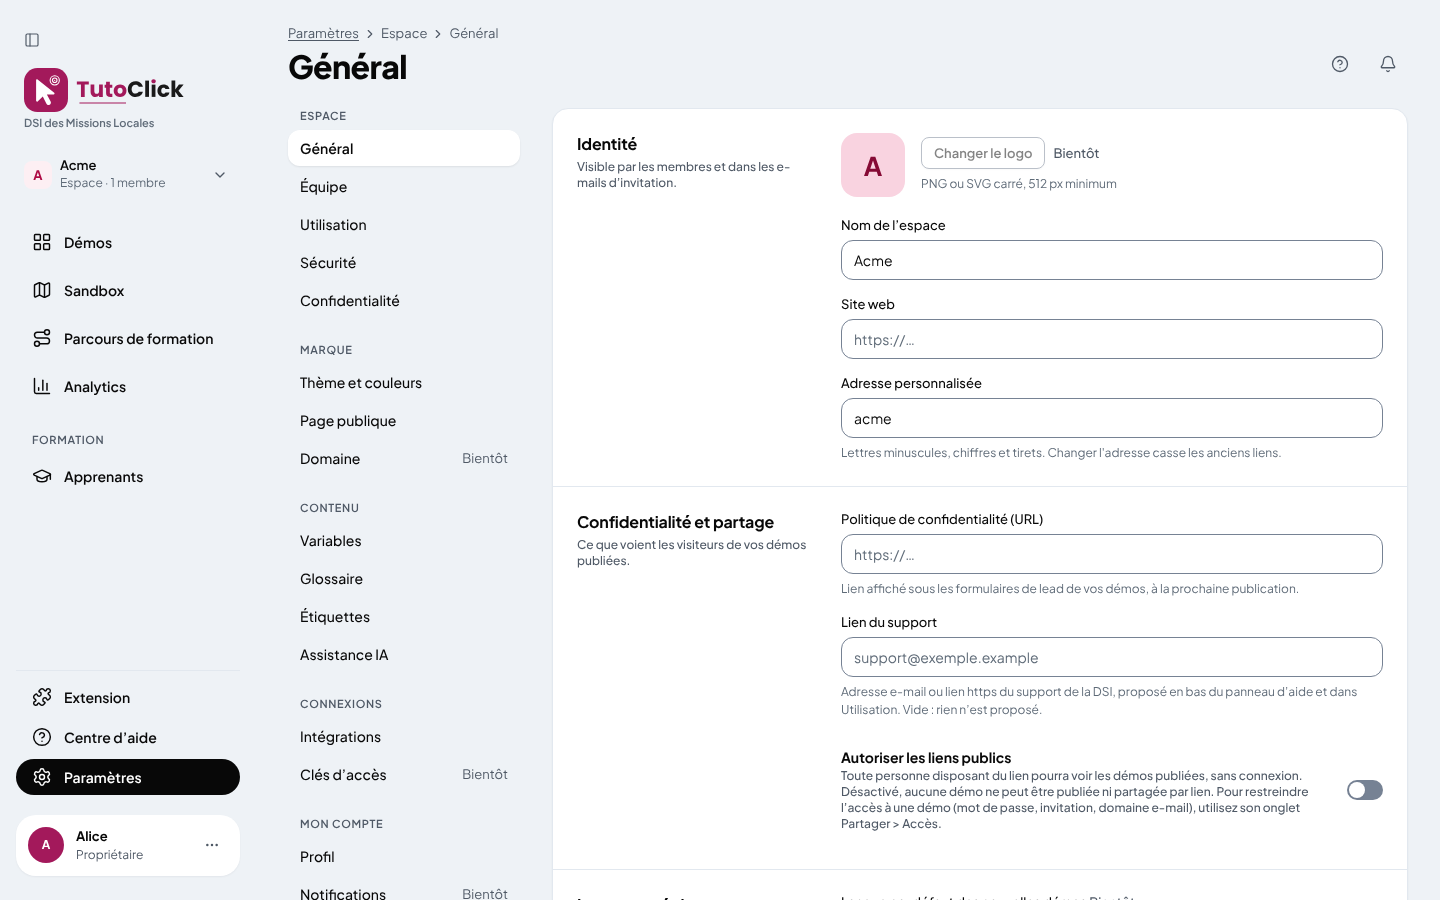 TutoClick
DSI des Missions Locales
A
Acme
Espace · 1 membre
Démos
Sandbox
Parcours de formation
Analytics
FORMATION
Apprenants
Extension
Centre d’aide
Paramètres
A
Alice
Propriétaire
Paramètres > Espace > Général
Général
ESPACE
Général
Équipe
Utilisation
Sécurité
Confidentialité
MARQUE
Thème et couleurs
Page publique
Domaine Bientôt
CONTENU
Variables
Glossaire
Étiquettes
Assistance IA
CONNEXIONS
Intégrations
Clés d’accès Bientôt
MON COMPTE
Profil
Notifications Bientôt
Identité
Visible par les membres et dans les e-
mails d’invitation.
A
Changer le logo Bientôt
PNG ou SVG carré, 512 px minimum
Nom de l’espace
Acme
Site web
https://…
Adresse personnalisée
acme
Lettres minuscules, chiffres et tirets. Changer l’adresse casse les anciens liens.
Confidentialité et partage
Ce que voient les visiteurs de vos démos
publiées.
Politique de confidentialité (URL)
https://…
Lien affiché sous les formulaires de lead de vos démos, à la prochaine publication.
Lien du support
support@exemple.example
Adresse e-mail ou lien https du support de la DSI, proposé en bas du panneau d’aide et dans
Utilisation. Vide : rien n’est proposé.
Autoriser les liens publics
Toute personne disposant du lien pourra voir les démos publiées, sans connexion.
Désactivé, aucune démo ne peut être publiée ni partagée par lien. Pour restreindre
l’accès à une démo (mot de passe, invitation, domaine e-mail), utilisez son onglet
Partager > Accès.